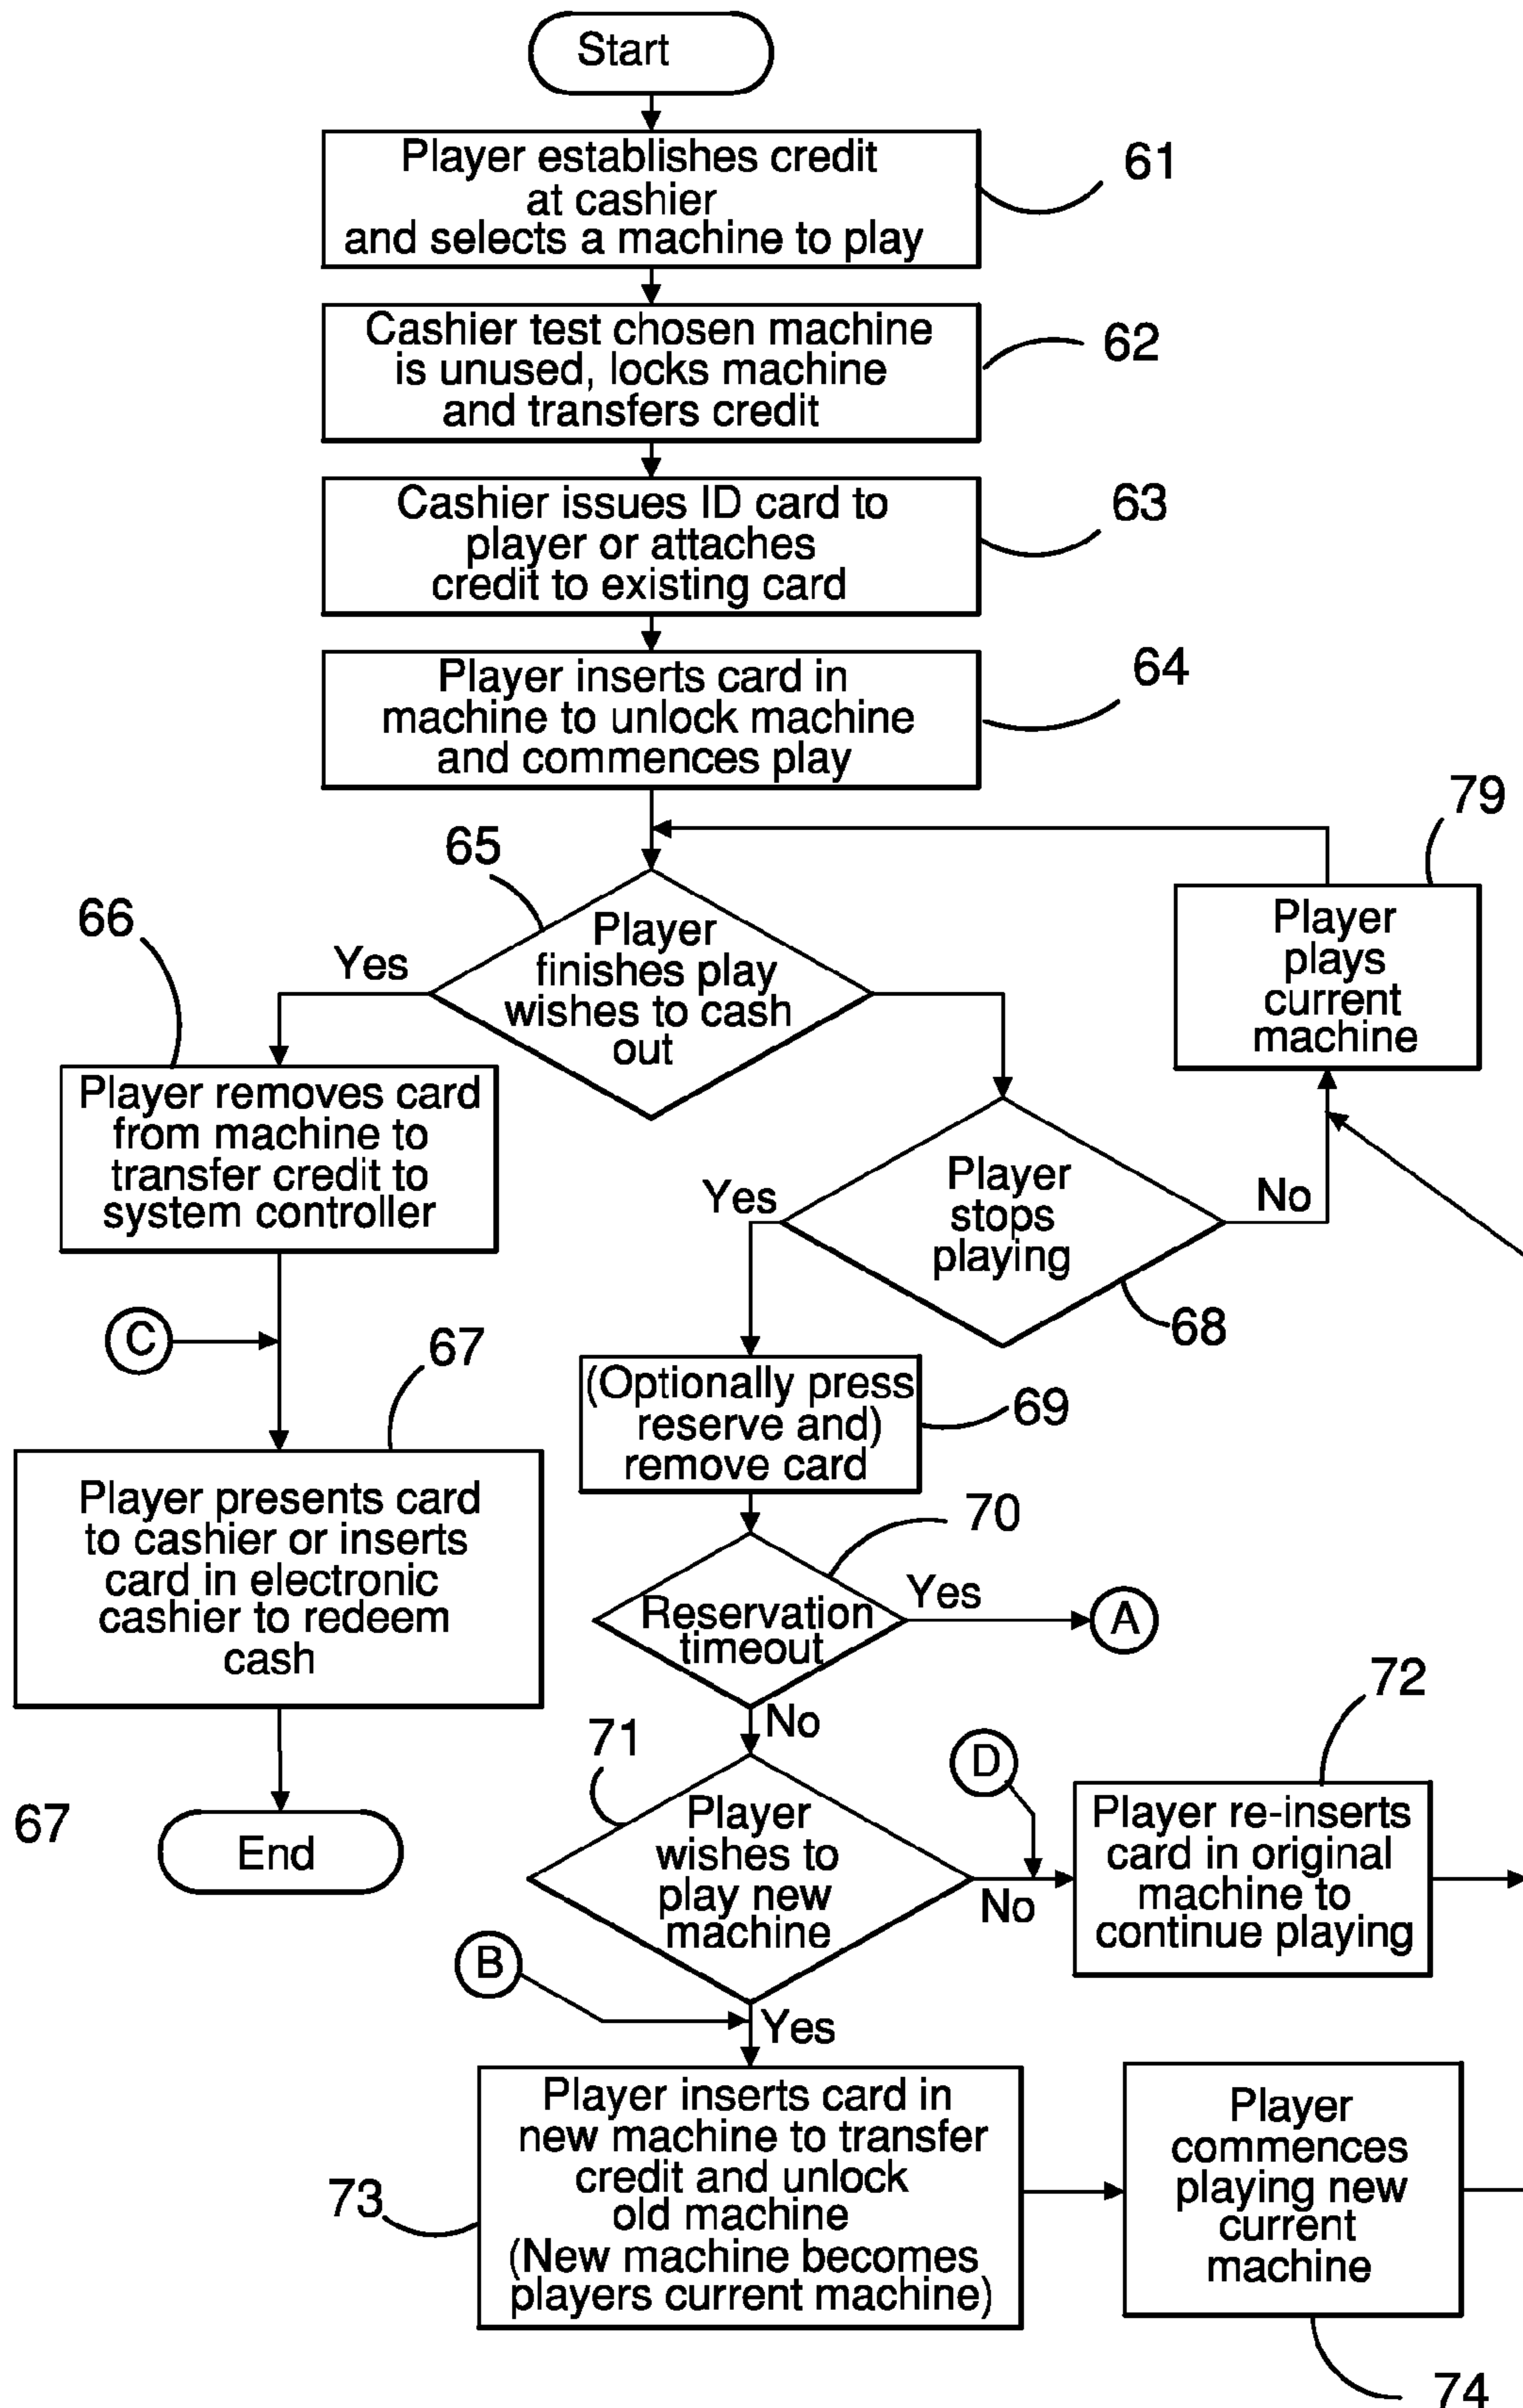 Start
Player establishes credit
at cashier
and selects a machine to play
61
Cashier test chosen machine
is unused, locks machine
and transfers credit
62
Cashier issues ID card to
player or attaches
credit to existing card
63
Player inserts card in
machine to unlock machine
and commences play
64
79
65
Player
finishes play
wishes to cash
out
Yes
66
Player
plays
current
machine
Player removes card
from machine to
transfer credit to
system controller
Player
stops
playing
Yes
No
68
C
67
(Optionally press
reserve and)
remove card
69
Player presents card
to cashier or inserts
card in electronic
cashier to redeem
cash
70
Reservation
timeout
Yes
A
No
72
71
D
67
End
Player
wishes to
play new
machine
No
Player re-inserts
card in original
machine to
continue playing
B
Yes
Player inserts card in
new machine to transfer
credit and unlock
old machine
(New machine becomes
players current machine)
73
Player
commences
playing new
current
machine
74